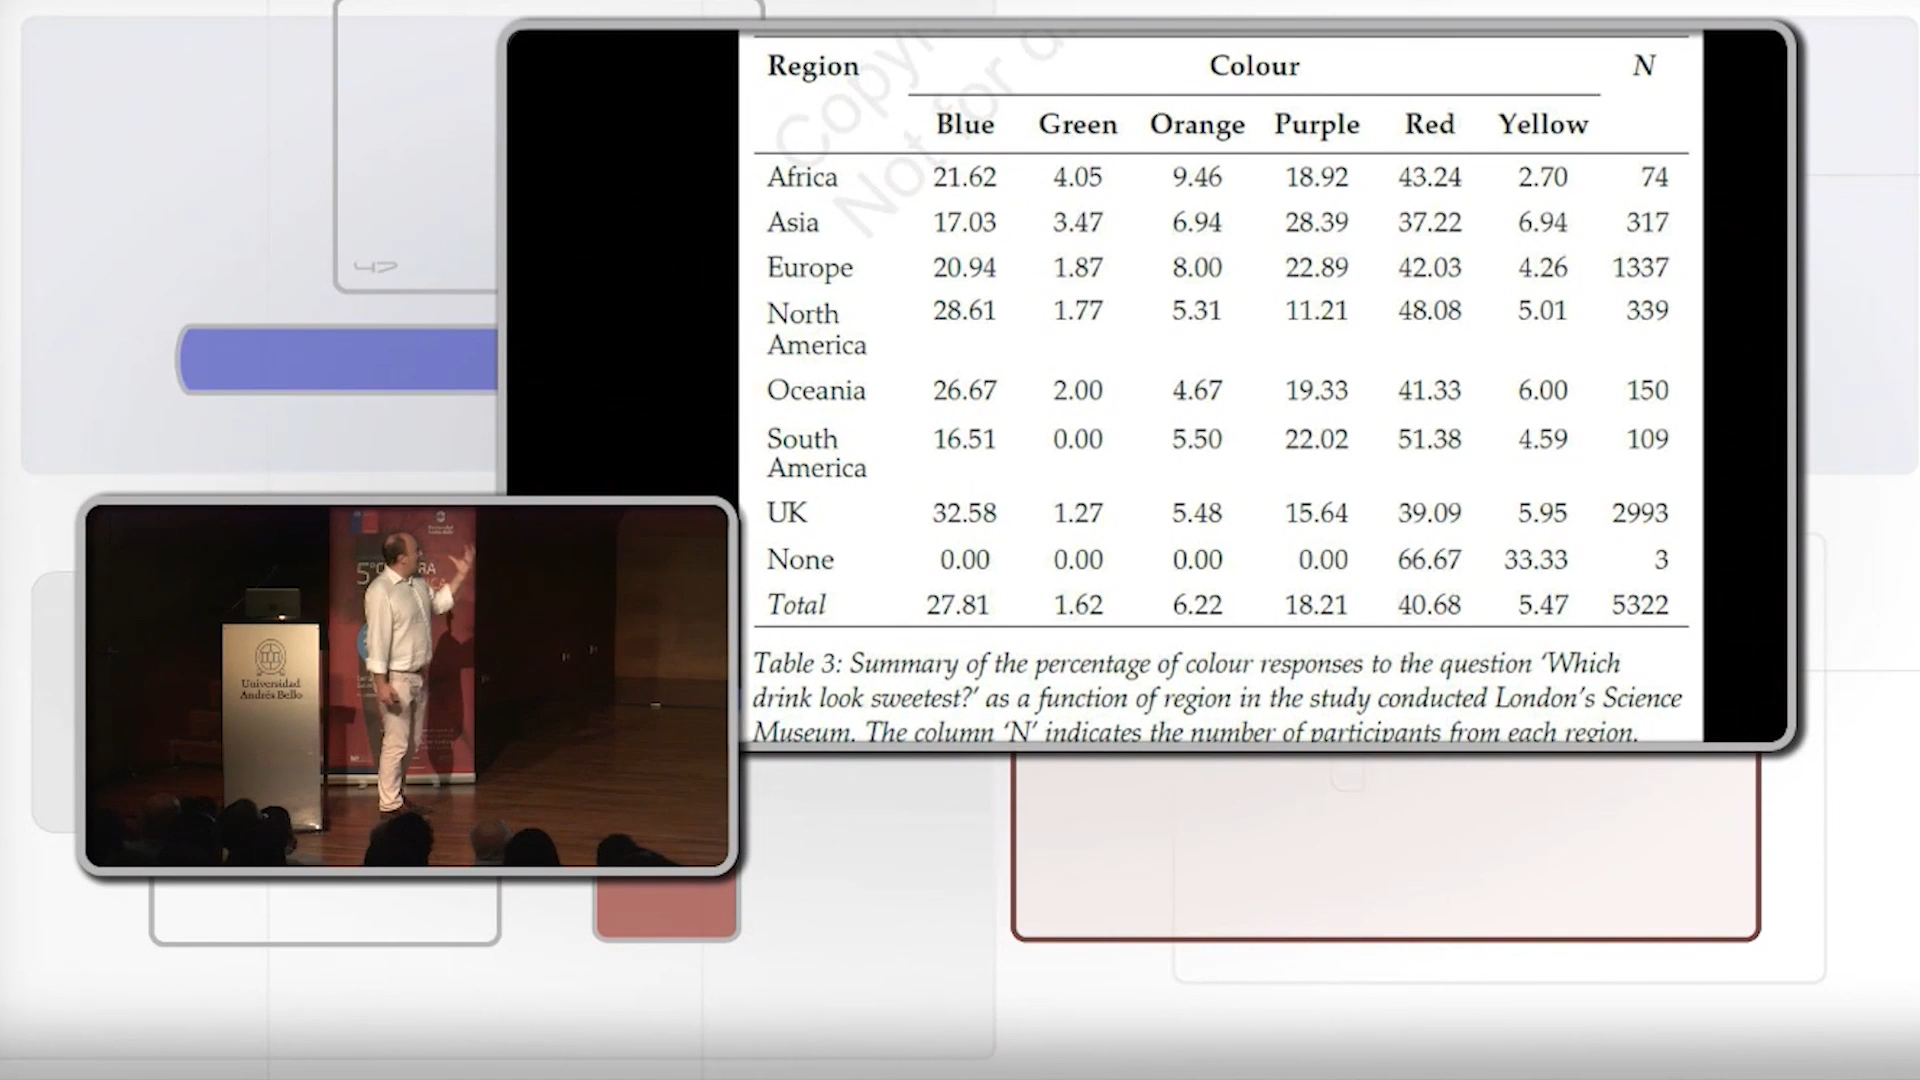 Copy
Not for d
Region Colour N
Blue Green Orange Purple Red Yellow
Africa 21.62 4.05 9.46 18.92 43.24 2.70 74
Asia 17.03 3.47 6.94 28.39 37.22 6.94 317
Europe 20.94 1.87 8.00 22.89 42.03 4.26 1337
North America 28.61 1.77 5.31 11.21 48.08 5.01 339
Oceania 26.67 2.00 4.67 19.33 41.33 6.00 150
South America 16.51 0.00 5.50 22.02 51.38 4.59 109
UK 32.58 1.27 5.48 15.64 39.09 5.95 2993
None 0.00 0.00 0.00 0.00 66.67 33.33 3
Total 27.81 1.62 6.22 18.21 40.68 5.47 5322
Table 3: Summary of the percentage of colour responses to the question ‘Which
drink look sweetest?’ as a function of region in the study conducted London’s Science
Museum. The column ‘N’ indicates the number of participants from each region.
5°
Universidad
Andrés Bello